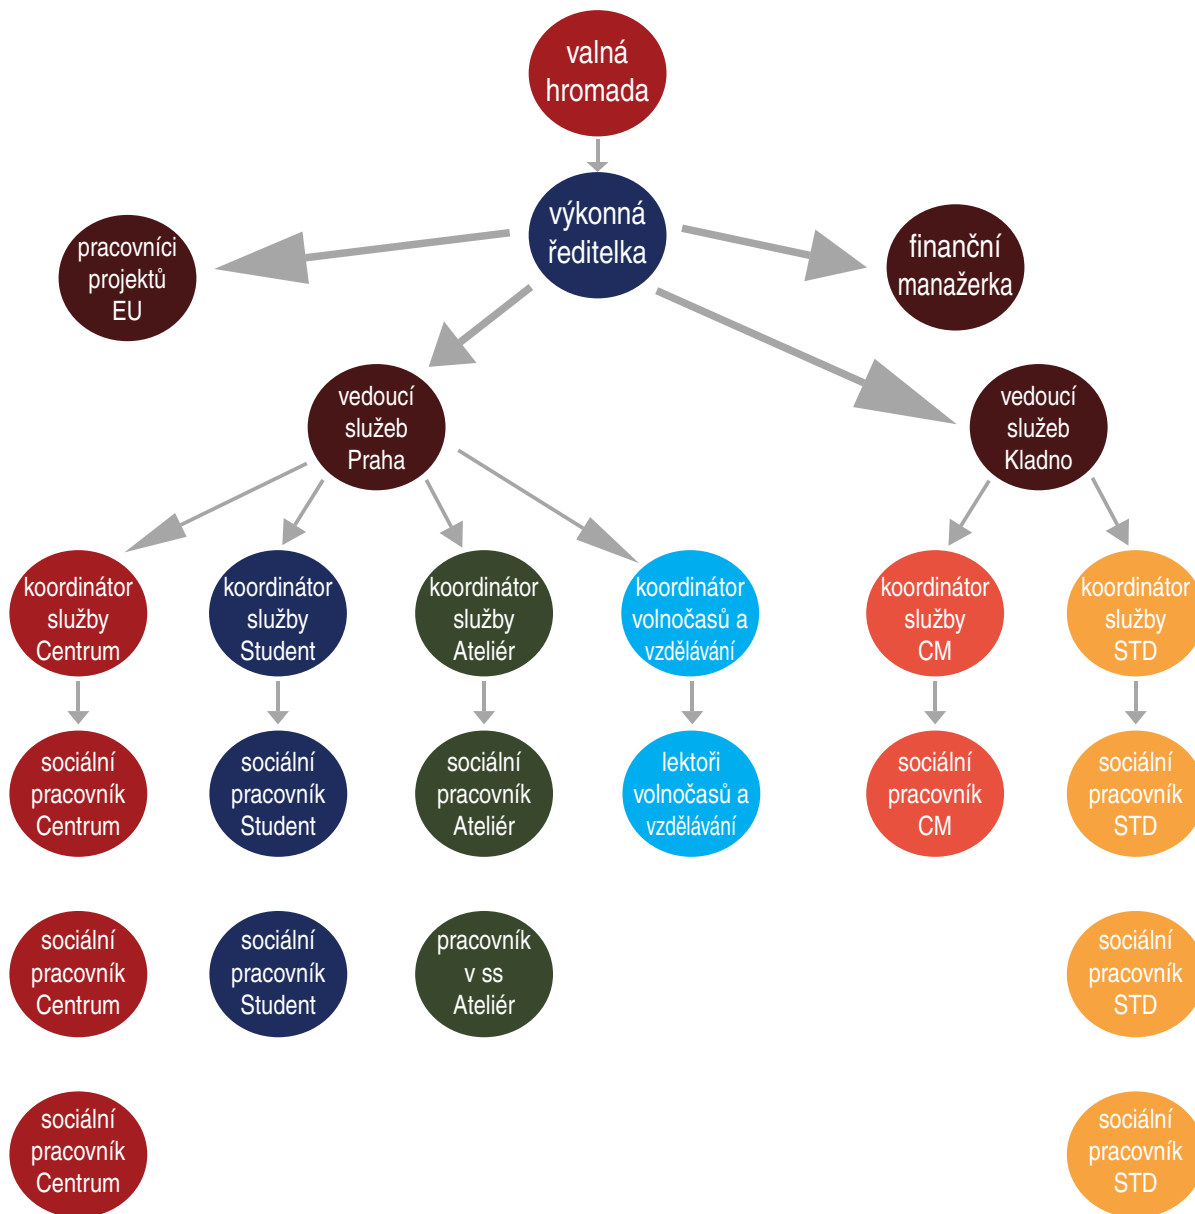 valná
hromada
výkonná
ředitelka
pracovníci
projektů
EU
finanční
manažerka
vedoucí
služeb
Praha
vedoucí
služeb
Kladno
koordinátor
služby
Centrum
koordinátor
služby
Student
koordinátor
služby
Ateliér
koordinátor
volnočasů a
vzdělávání
koordinátor
služby
CM
koordinátor
služby
STD
sociální
pracovník
Centrum
sociální
pracovník
Student
sociální
pracovník
Ateliér
lektoři
volnočasů a
vzdělávání
sociální
pracovník
CM
sociální
pracovník
STD
sociální
pracovník
Centrum
sociální
pracovník
Student
pracovník
v ss
Ateliér
sociální
pracovník
STD
sociální
pracovník
Centrum
sociální
pracovník
STD